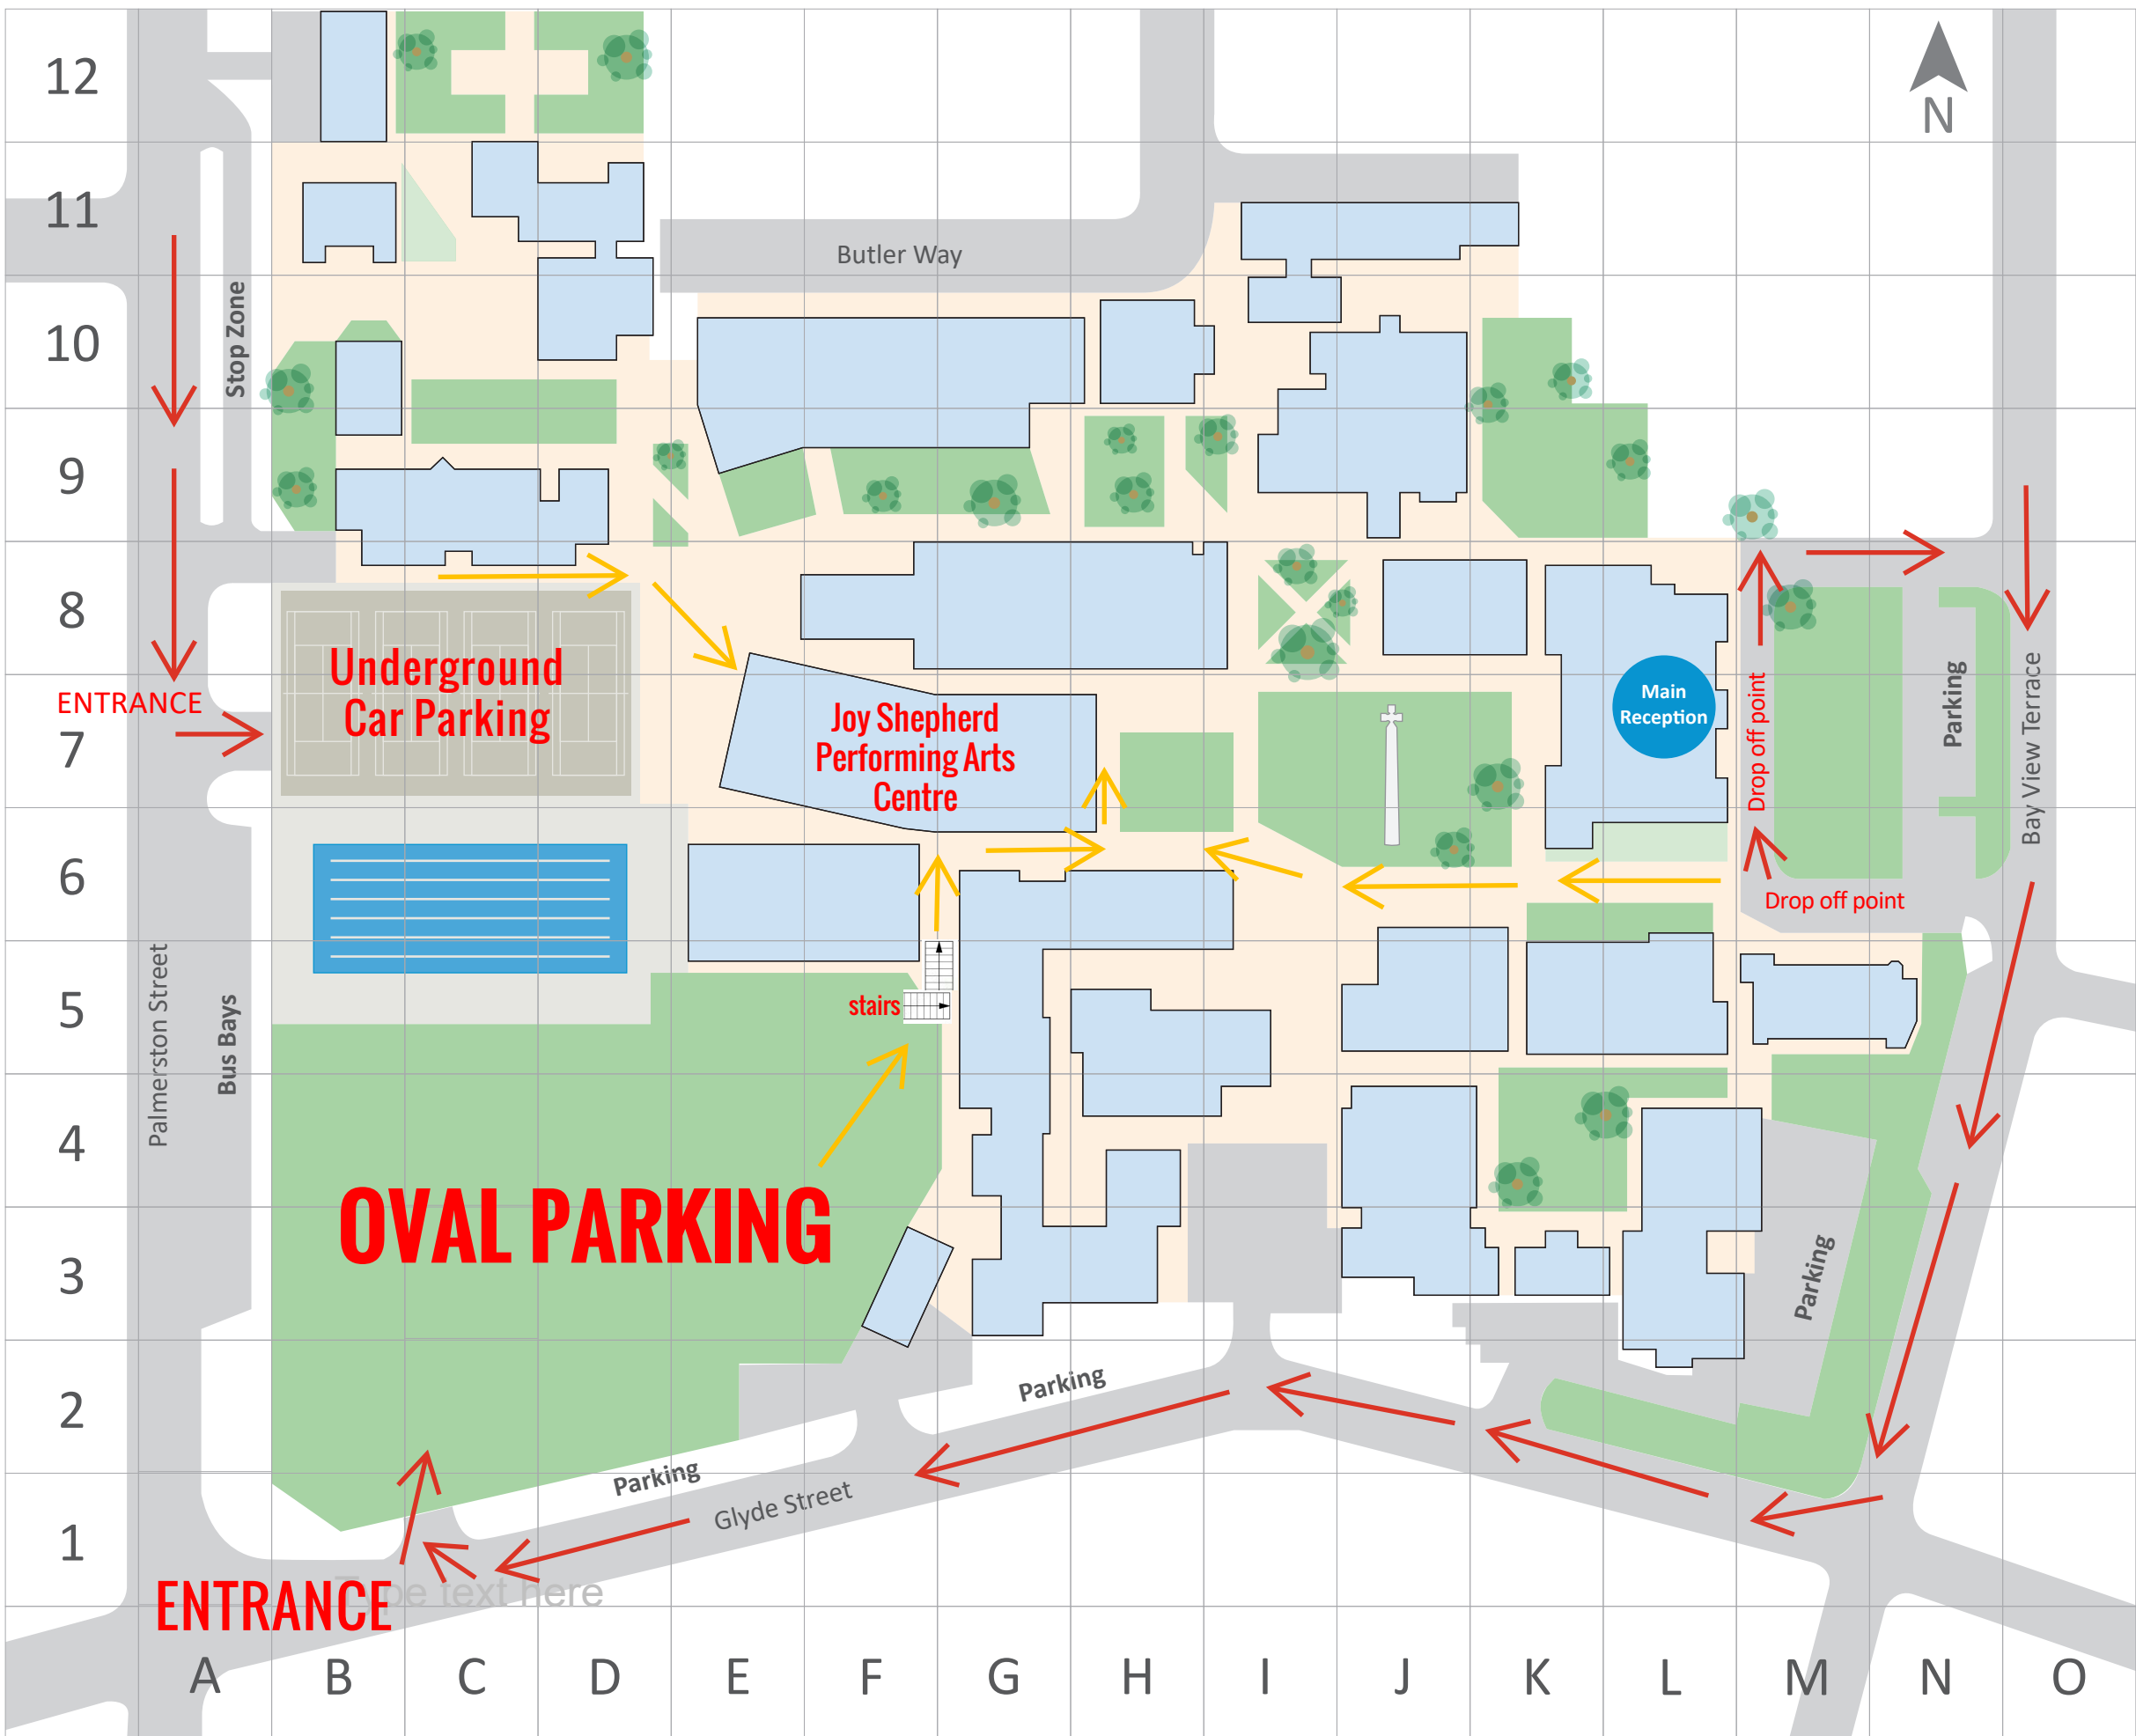 12
N
11
Butler Way
Stop Zone
10
9
8
Underground
Car Parking
ENTRANCE
7
Joy Shepherd
Performing Arts
Centre
Main
Reception
Drop off point
Parking
Bay View Terrace
6
Drop off point
Palmerston Street
Bus Bays
5
stairs
4
OVAL PARKING
3
Parking
2
Parking
Parking
Glyde Street
1
Type text here
ENTRANCE
A B C D E F G H I J K L M N O